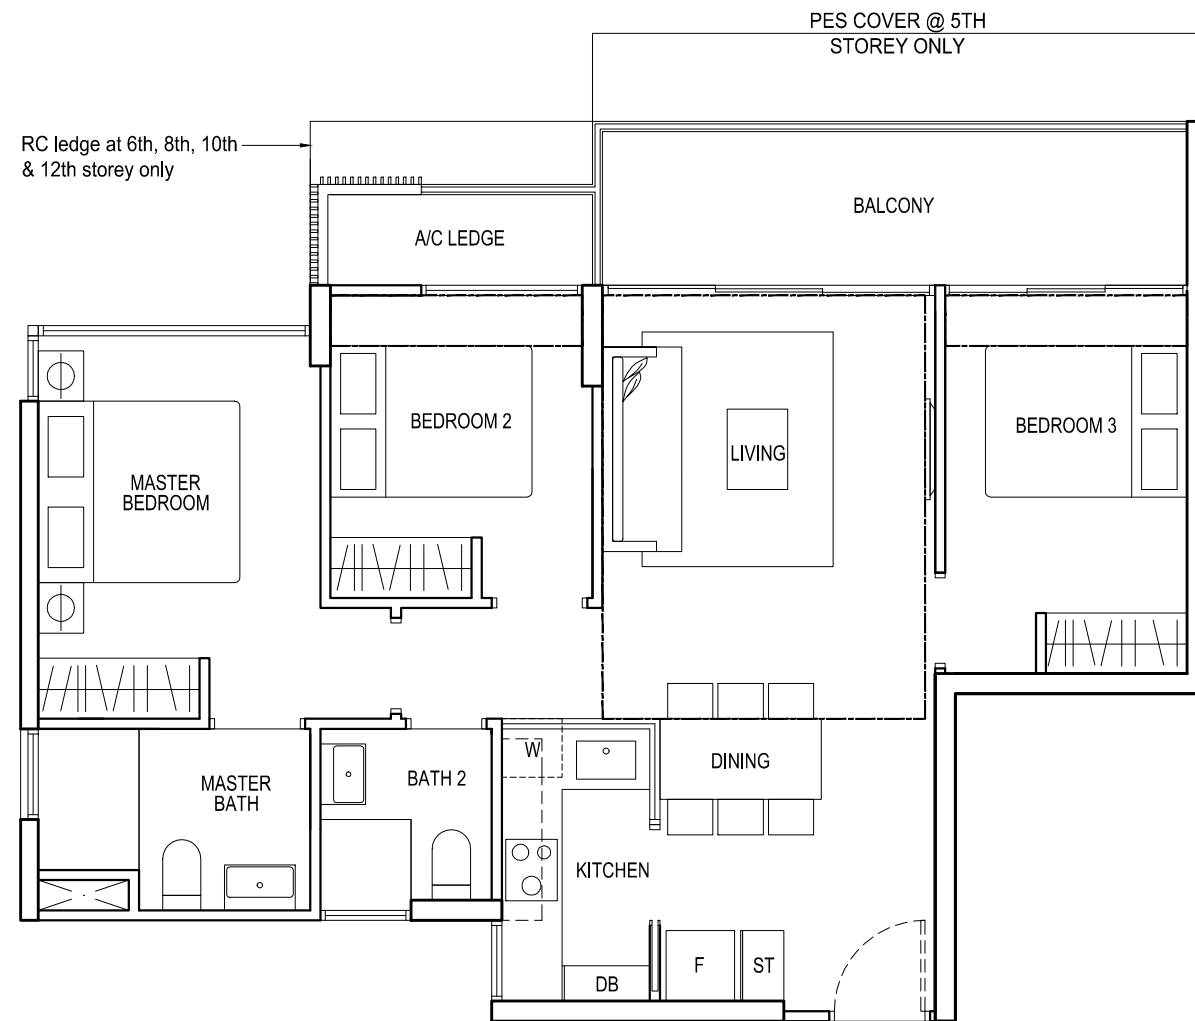 PES COVER @ 5TH
STOREY ONLY
RC ledge at 6th, 8th, 10th
& 12th storey only
BALCONY
A/C LEDGE
BEDROOM 2
BEDROOM 3
LIVING
MASTER
BEDROOM
W
DINING
MASTER
BATH
BATH 2
KITCHEN
F
ST
DB